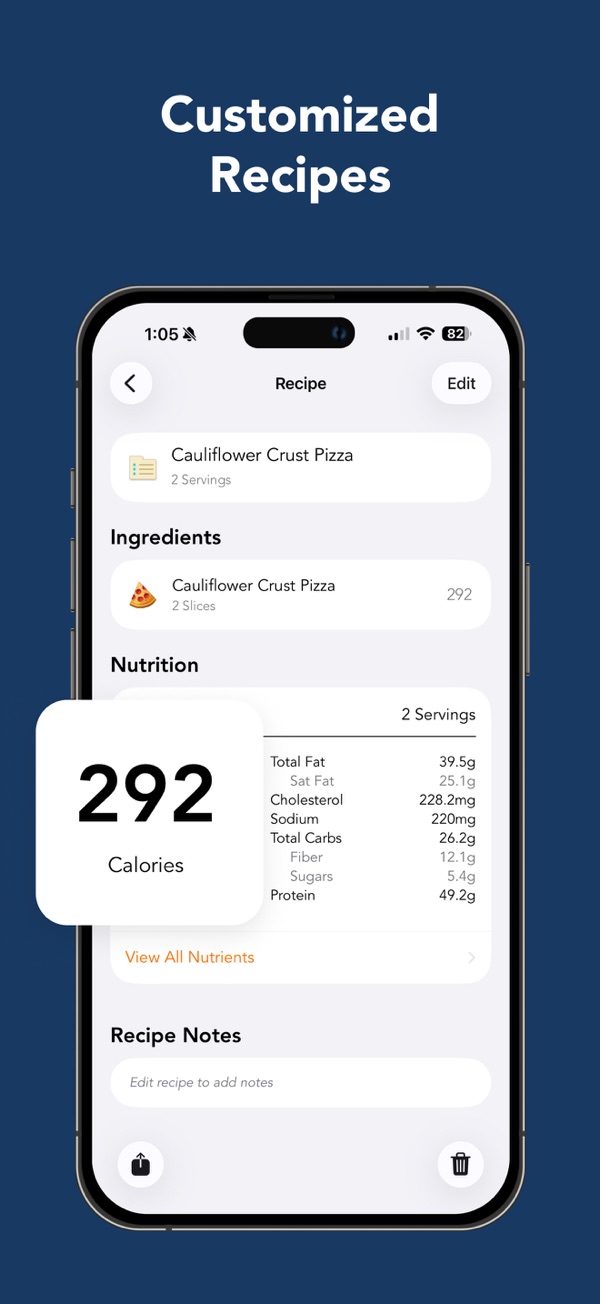 Customized
Recipes
1:05
82
Recipe
Edit
Cauliflower Crust Pizza
2 Servings
Ingredients
Cauliflower Crust Pizza
292
2 Slices
Nutrition
2 Servings
292
Calories
Total Fat 39.5g
Sat Fat 25.1g
Cholesterol 228.2mg
Sodium 220mg
Total Carbs 26.2g
Fiber 12.1g
Sugars 5.4g
Protein 49.2g
View All Nutrients
Recipe Notes
Edit recipe to add notes